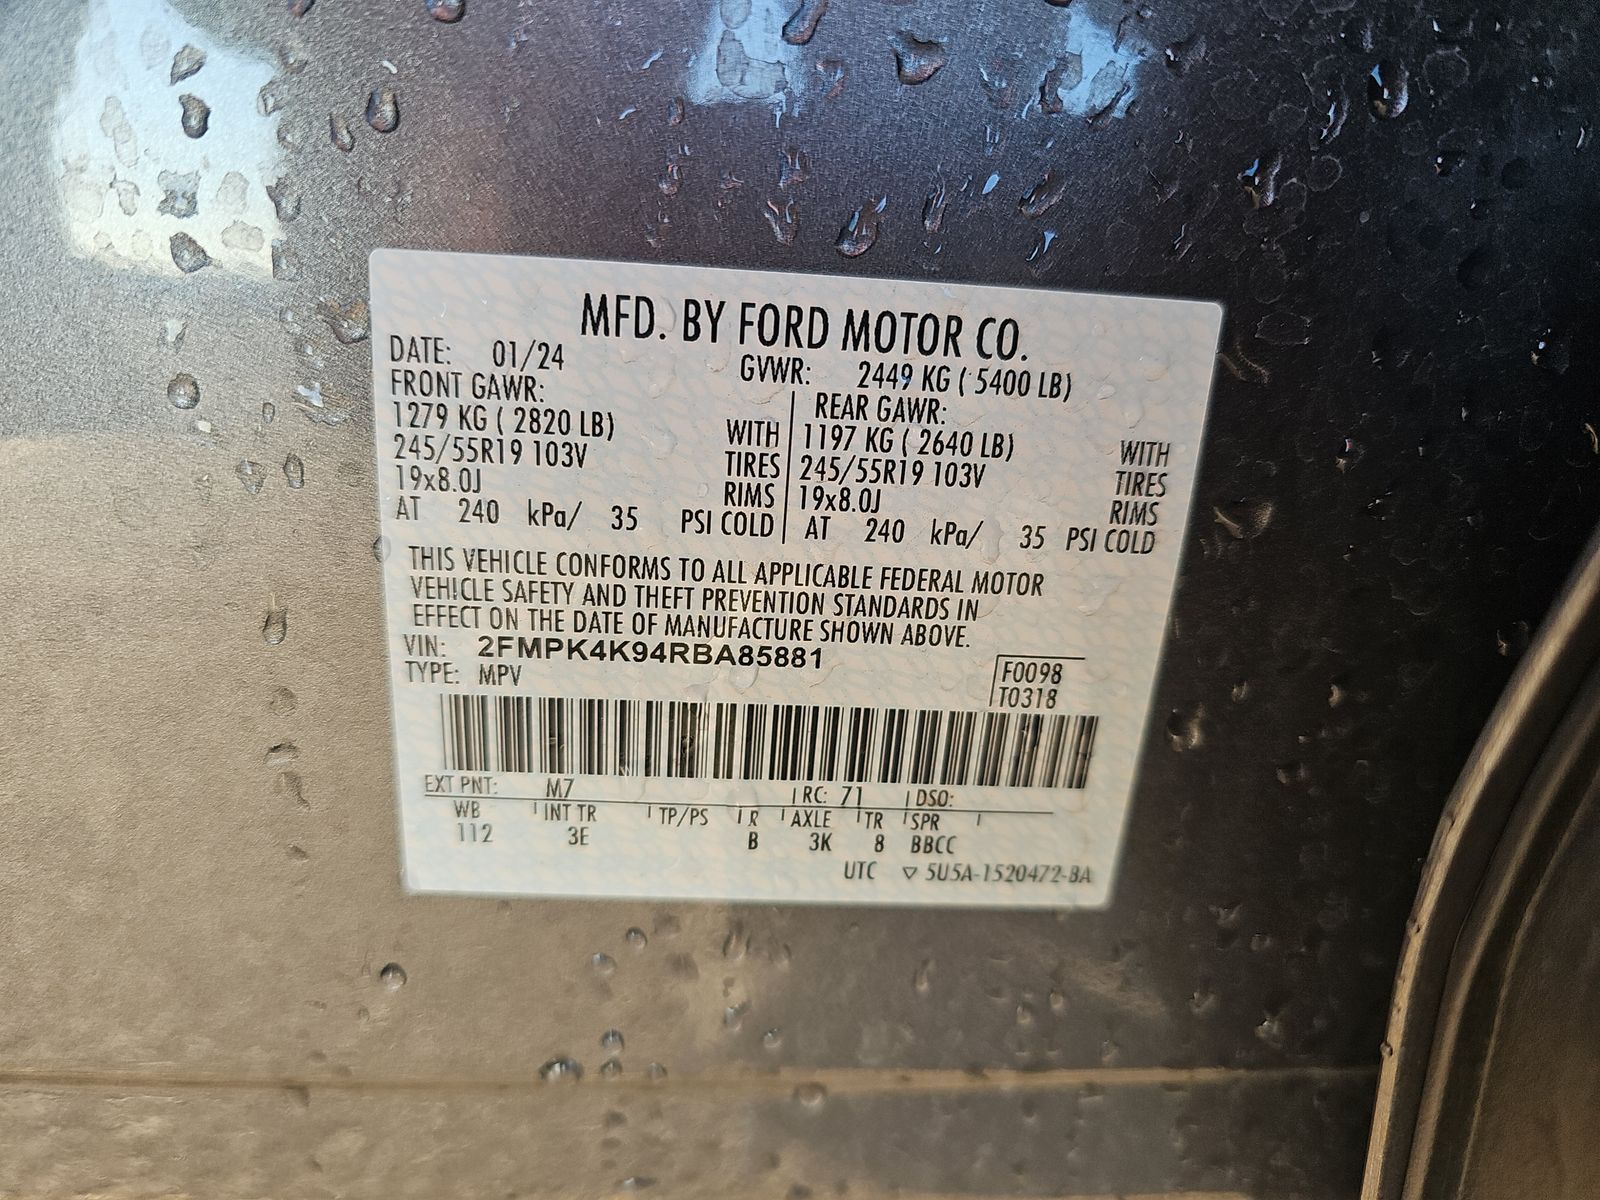 MFD. BY FORD MOTOR CO.
DATE: 01/24 GVWR: 2449 KG ( 5400 LB)
FRONT GAWR: REAR GAWR:
1279 KG ( 2820 LB) WITH 1197 KG ( 2640 LB) WITH
245/55R19 103V TIRES 245/55R19 103V TIRES
19x8.0J RIMS 19x8.0J RIMS
AT 240 kPa/ 35 PSI COLD AT 240 kPa/ 35 PSI COLD
THIS VEHICLE CONFORMS TO ALL APPLICABLE FEDERAL MOTOR
VEHICLE SAFETY AND THEFT PREVENTION STANDARDS IN
EFFECT ON THE DATE OF MANUFACTURE SHOWN ABOVE.
VIN: 2FMPK4K94RBA85881
TYPE: MPV F0098
T0318
EXT PNT: M7 RC: 71 DSO:
WB INT TR TP/PS R AXLE TR SPR
112 3E B 3K 8 BBCC
UTC ▽ 5U5A-1520472-BA